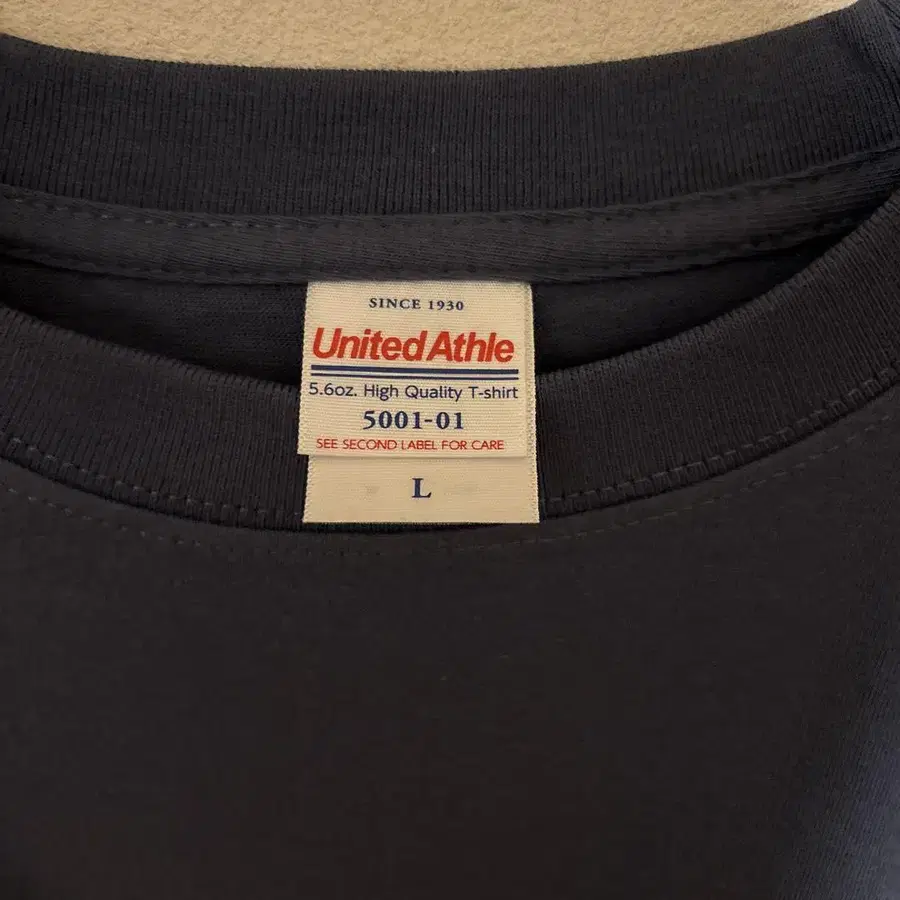 SINCE 1930
United Athle
5.6oz. High Quality T-shirt
5001-01
SEE SECOND LABEL FOR CARE
L